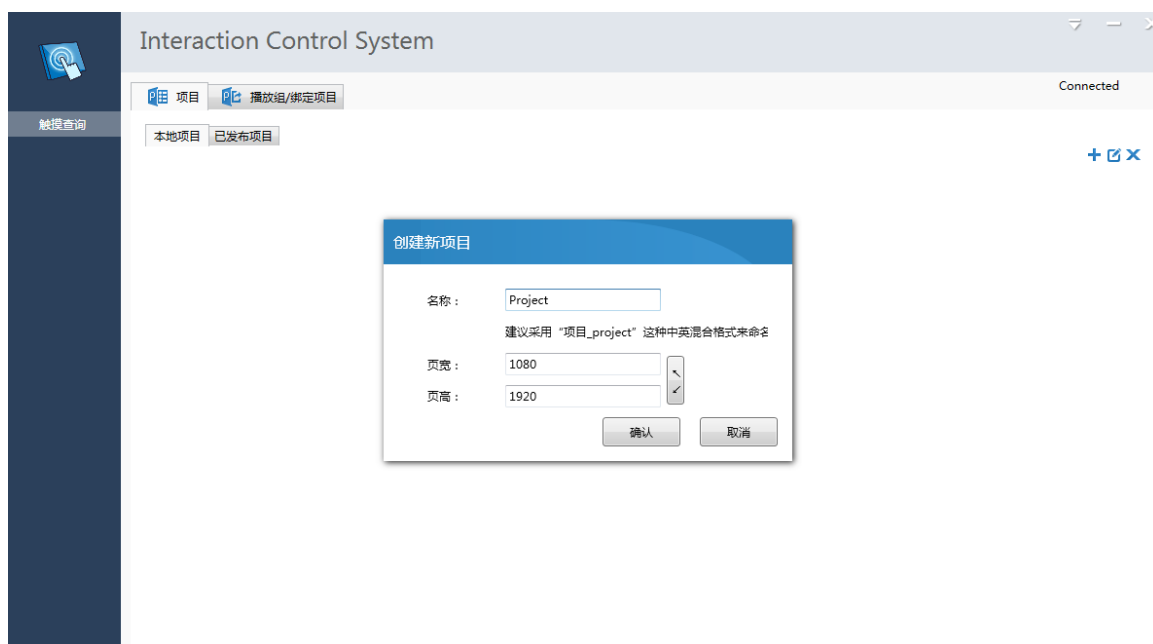 Interaction Control System
Connected
项目
播放组/绑定项目
触摸查询
本地项目
已发布项目
创建新项目
名称：
Project
建议采用“项目_project”这种中英混合格式来命名
页宽：
1080
页高：
1920
确认
取消